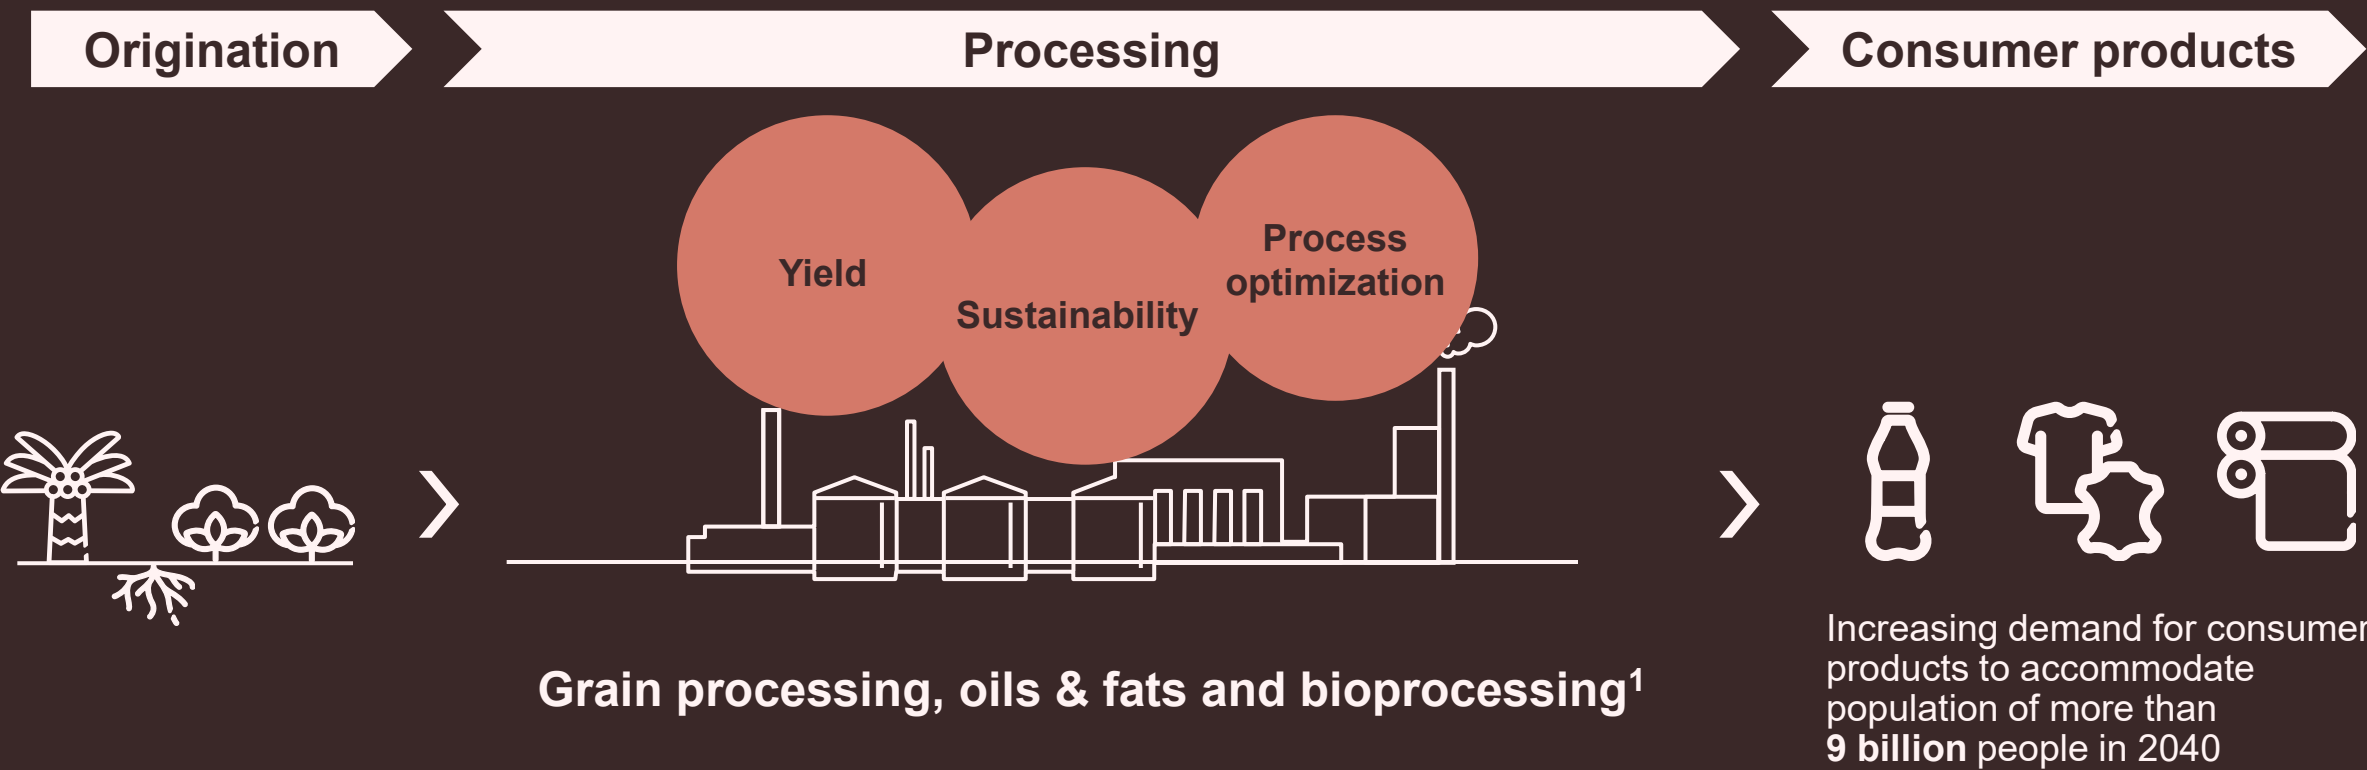 Origination
Processing
Consumer products
Yield
Sustainability
Process
optimization
Grain processing, oils & fats and bioprocessing¹
Increasing demand for consumer
products to accommodate
population of more than
9 billion people in 2040